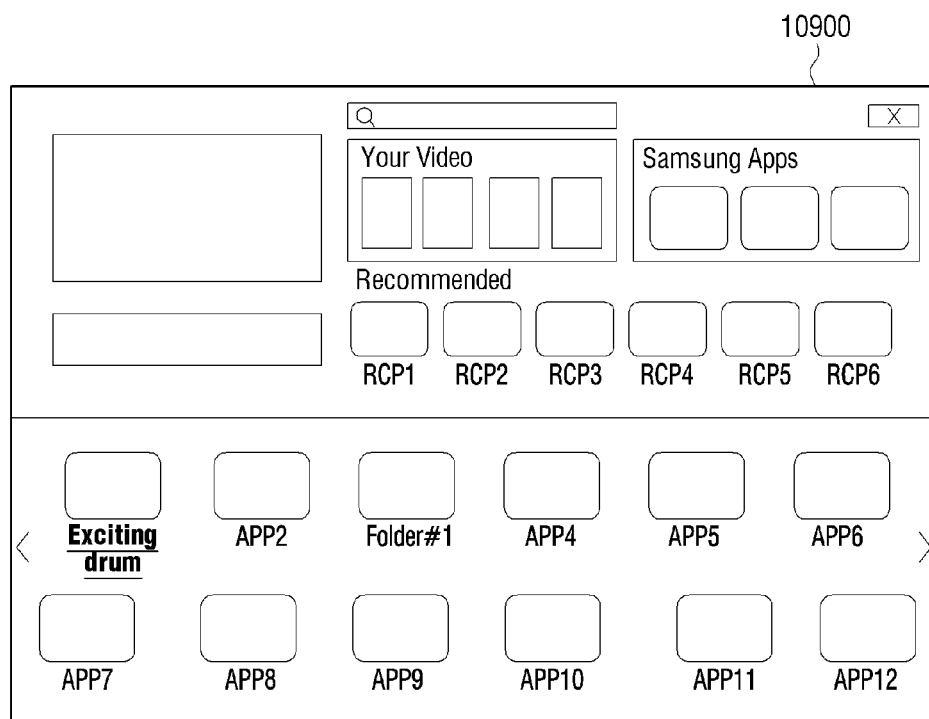 10900
X
Your Video
Samsung Apps
Recommended
RCP1 RCP2 RCP3 RCP4 RCP5 RCP6
Exciting
drum
APP2 Folder#1 APP4 APP5 APP6
APP7 APP8 APP9 APP10 APP11 APP12